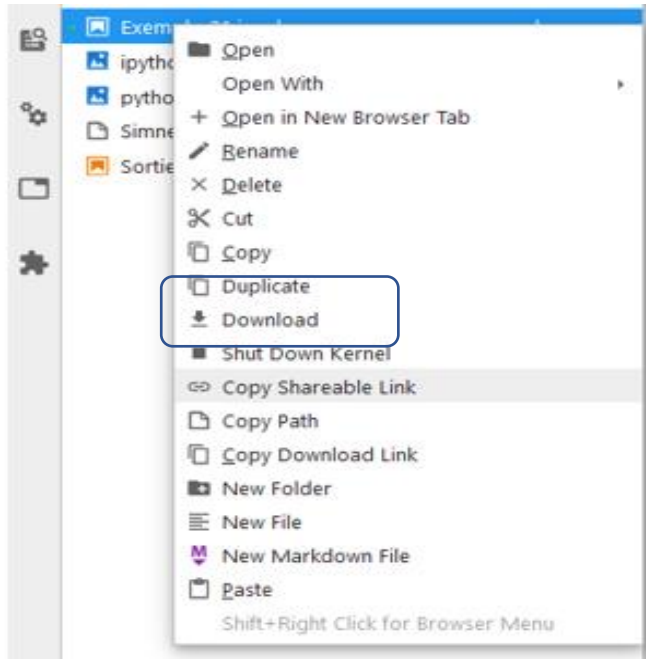 Open
ipytho
Open With
pytho
Open in New Browser Tab
Simne
Rename
Sortie
Delete
Cut
Copy
Duplicate
Download
Shut Down Kernel
Copy Shareable Link
Copy Path
Copy Download Link
New Folder
New File
New Markdown File
Paste
Shift+Right Click for Browser Menu